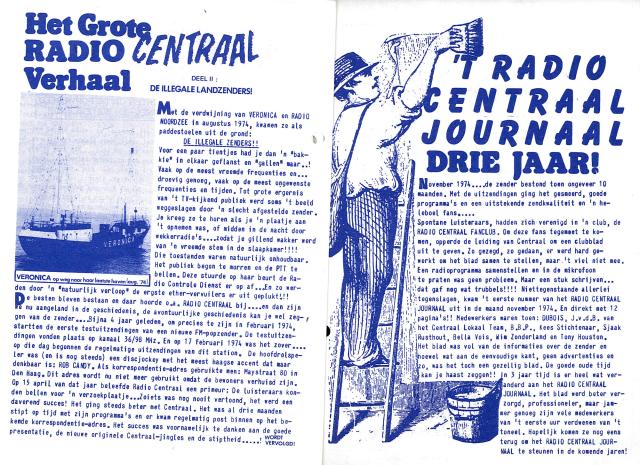 Het Grote
RADIO CENTRAAL
Verhaal
DEEL II :
DE ILLEGALE LANDZENDERS!
Met de verdwijning van VERONICA en RADIO
NOORDZEE in augustus 1974, kwamen ze als
paddestoelen uit de grond:
DE ILLEGALE ZENDERS!!
Voor een paar tientjes had je dan 'n "bak-
kie" in elkaar geflanst en "gallen" maar..!
Vaak op de meest vreemde frequenties en...
droevig genoeg, vaak op de meest ongewenste
frequenties en tijden. Tot grote ergernis
van 't TV-kijkend publiek werd soms 't beeld
weggeslagen door 'n slecht afgestelde zender.
Je kreeg ze te horen als je 'n plaatje aan
't opnemen was, of midden in de nacht door
wekkerradio's.....zodat je gillend wakker werd
van 'n vreemde stem in de slaapkamer!!!!
Die toestanden waren natuurlijk onhoudbaar.
Het publiek begon te morren en de PTT te
bellen, Deze stuurde op haar beurt de Ra-
dio Controle Dienst er op af...En zo wer-
den door 'n "natuurlijk verloop" de ergste ether-vervuilers er uit geplukt!!
VERONICA
VERONICA op weg naar haar laatste haven (aug. '74)
De besten bleven bestaan en daar hoorde o.a. RADIO CENTRAAL bij....en dan zijn
we nu aangeland in de geschiedenis, de avontuurlijke geschiedenis kan je wel zeg-
gen van de zender...Bijna 4 jaar geleden, om precies te zijn in februari 1974,
startten de eerste testuitzendingen van een nieuwe FM-popzender. De testuitzen-
dingen vonden plaats op kanaal 36/98 MHz. En op 17 februari 1974 was het zover....
op die dag begonnen de regelmatige uitzendingen van dit station. De hoofdrolspe-
ler was (en is nog steeds) een discjockey met het meest haagse accent dat maar
denkbaar is: ROB CANDY. Als korrespondentie-adres gebruikte men: Maystraat 80 in
Den Haag. Dit adres wordt nu niet meer gebruikt omdat de bewoners verhuisd zijn.
Op 15 april van dat jaar beleefde Radio Centraal een primeur: De luisteraars kon-
den bellen voor 'n verzoekplaatje...Zoiets was nog nooit vertoond, het werd een
daverend succes! Het ging steeds beter met Centraal. Het was al drie maanden
stipt op tijd met zijn programma's en er kwam regelmatig post binnen op het be-
kende korrespondentie-adres. Het succes was voornamelijk te danken aan de goede
presentatie, de nieuwe originele Centraal-jingles en de stiptheid.....! WORDT
VERVOLGD!
'T RADIO
CENTRAAL
JOURNAAL
DRIE JAAR!
November 1974...de zender bestond toen ongeveer 10
maanden. Met de uitzendingen ging het gesmeerd, goede
programma's en een uitstekende zendkwaliteit en 'n he-
leboel fans.....
Spontane luisteraars, hadden zich verenigd in 'n club, de
RADIO CENTRAAL FANCLUB. Om deze fans tegemoet te ko-
men, opperde de leiding van Centraal om een clubblad
uit te geven. Zo gezegd, zo gedaan, er werd hard ge-
werkt om het blad samen te stellen, maar 't viel niet mee.
Een radioprogramma samenstellen en in de mikrofoon
te praten was geen probleem. Maar een stuk schrijven...
dat gaf nog wat trubbels!!!! Niettegenstaande allerlei
tegenslagen, kwam 't eerste nummer van het RADIO CENTRAAL
JOURNAAL uit in de maand november 1974. En direkt met 12
pagina's!! Medewerkers waren toen: DUBOIS, J.v.d.B. van
het Centraal Lokaal Team, B.B.P., Kees Stichtenaar, Sjaak
Rusthout, Bella Vols, Wim Zonderland en Tony Houston.
Het blad was vol van de informaties over de zender en
hoewel wat aan de eenvoudige kant, geen advertenties en
zo, was het toch een gezellig blad. De goede oude tijd
kan je haast zeggen!! in 3 jaar tijd is er heel wat ver-
anderd aan het RADIO CENTRAAL
JOURNAAL. Het blad werd beter ver-
zorgd, professioneler, maar jam-
mer genoeg zijn vele medewerkers
van 't eerste uur verdwenen van 't
toneel. Hopelijk komen ze nog eens
terug om het RADIO CENTRAAL JOUR-
NAAL te steunen in de komende jaren!